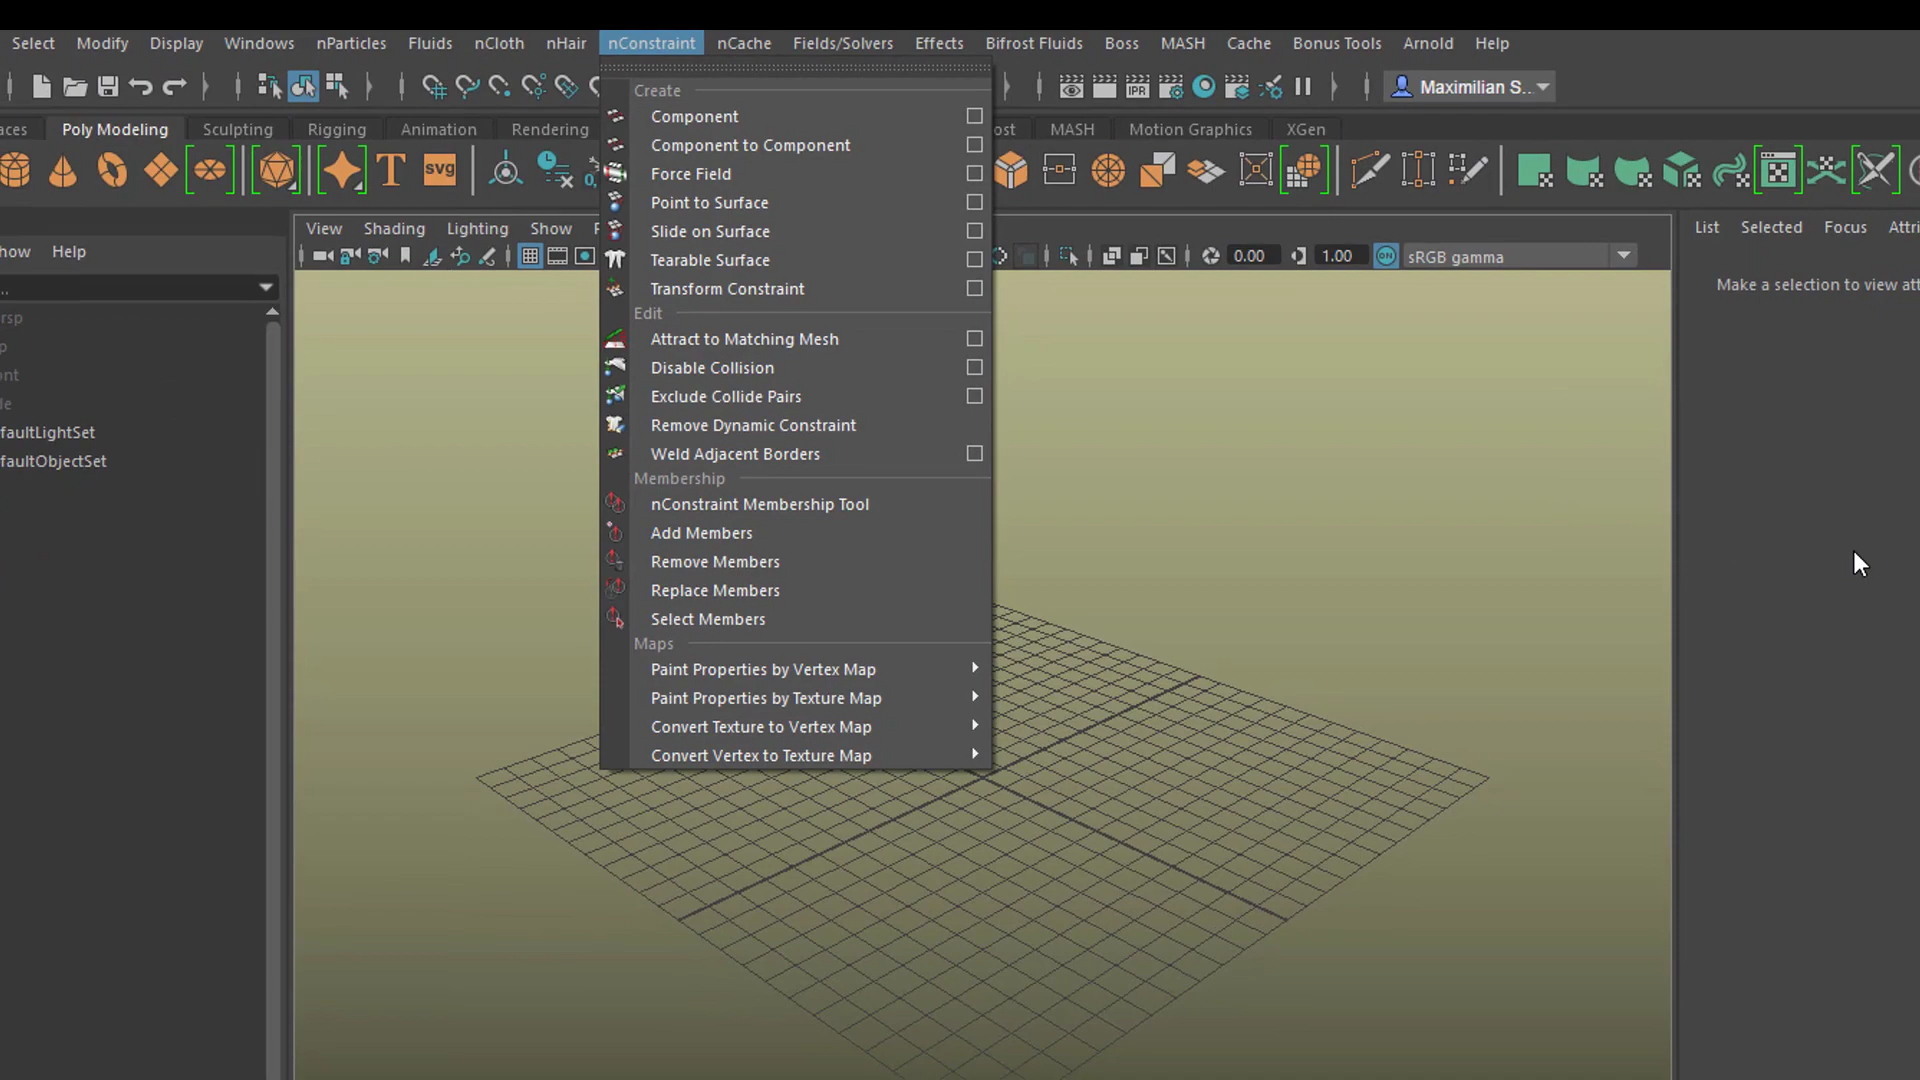 Select Modify Display Windows nParticles Fluids nCloth nHair nConstraint nCache Fields/Solvers Effects Bifrost Fluids Boss MASH Cache Bonus Tools Arnold Help
IPR Maximilian S...
aces Poly Modeling Sculpting Rigging Animation Rendering ost MASH Motion Graphics XGen
T svg
how Help
View Shading Lighting Show
0.00 1.00 ON sRGB gamma
List Selected Focus Attri
Make a selection to view att
..
rsp
p
ont
de
faultLightSet
faultObjectSet
Create
Component
Component to Component
Force Field
Point to Surface
Slide on Surface
Tearable Surface
Transform Constraint
Edit
Attract to Matching Mesh
Disable Collision
Exclude Collide Pairs
Remove Dynamic Constraint
Weld Adjacent Borders
Membership
nConstraint Membership Tool
Add Members
Remove Members
Replace Members
Select Members
Maps
Paint Properties by Vertex Map
Paint Properties by Texture Map
Convert Texture to Vertex Map
Convert Vertex to Texture Map